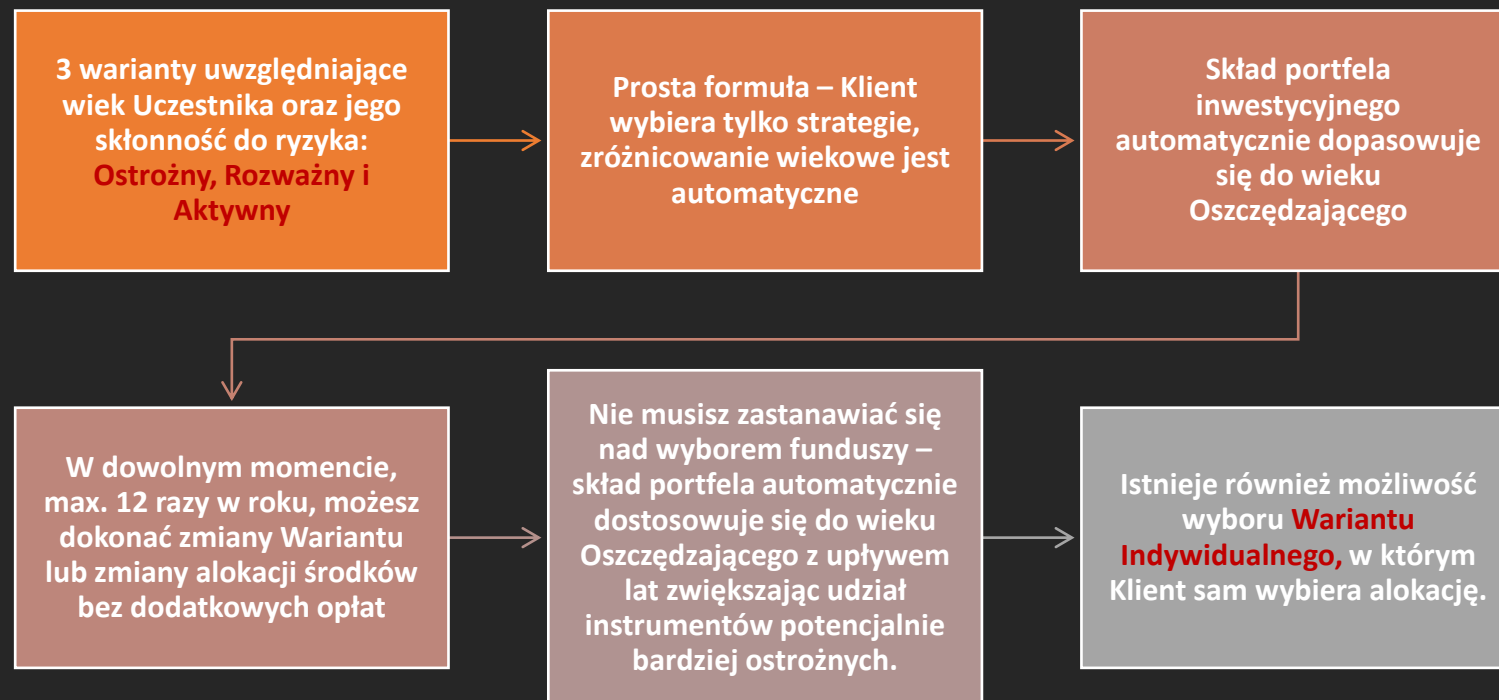 3 warianty uwzględniające
wiek Uczestnika oraz jego
skłonność do ryzyka:
Ostrożny, Rozważny i
Aktywny
Prosta formuła – Klient
wybiera tylko strategie,
zróżnicowanie wiekowe jest
automatyczne
Skład portfela
inwestycyjnego
automatycznie dopasowuje
się do wieku
Oszczędzającego
W dowolnym momencie,
max. 12 razy w roku, możesz
dokonać zmiany Wariantu
lub zmiany alokacji środków
bez dodatkowych opłat
Nie musisz zastanawiać się
nad wyborem funduszy –
skład portfela automatycznie
dostosowuje się do wieku
Oszczędzającego z upływem
lat zwiększając udział
instrumentów potencjalnie
bardziej ostrożnych.
Istnieje również możliwość
wyboru Wariantu
Indywidualnego, w którym
Klient sam wybiera alokację.